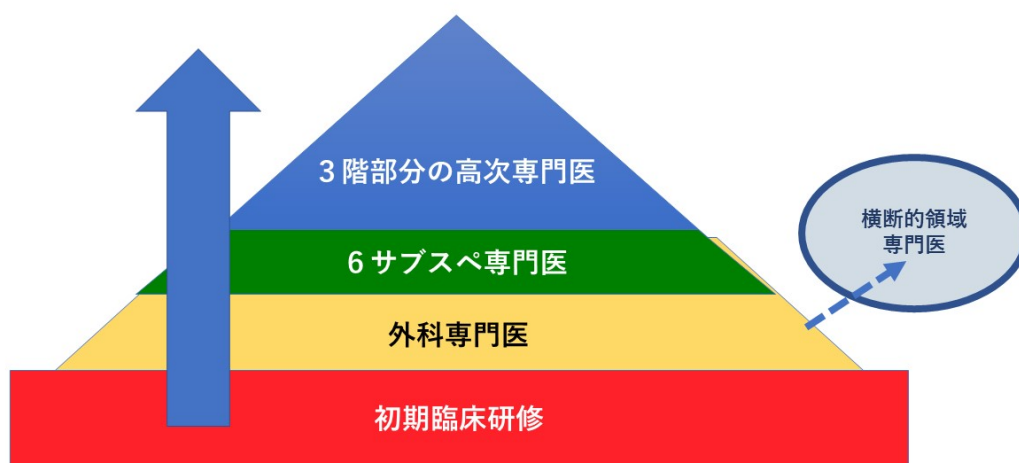 ３階部分の高次専門医
横断的領域
専門医
６サブスペ専門医
外科専門医
初期臨床研修